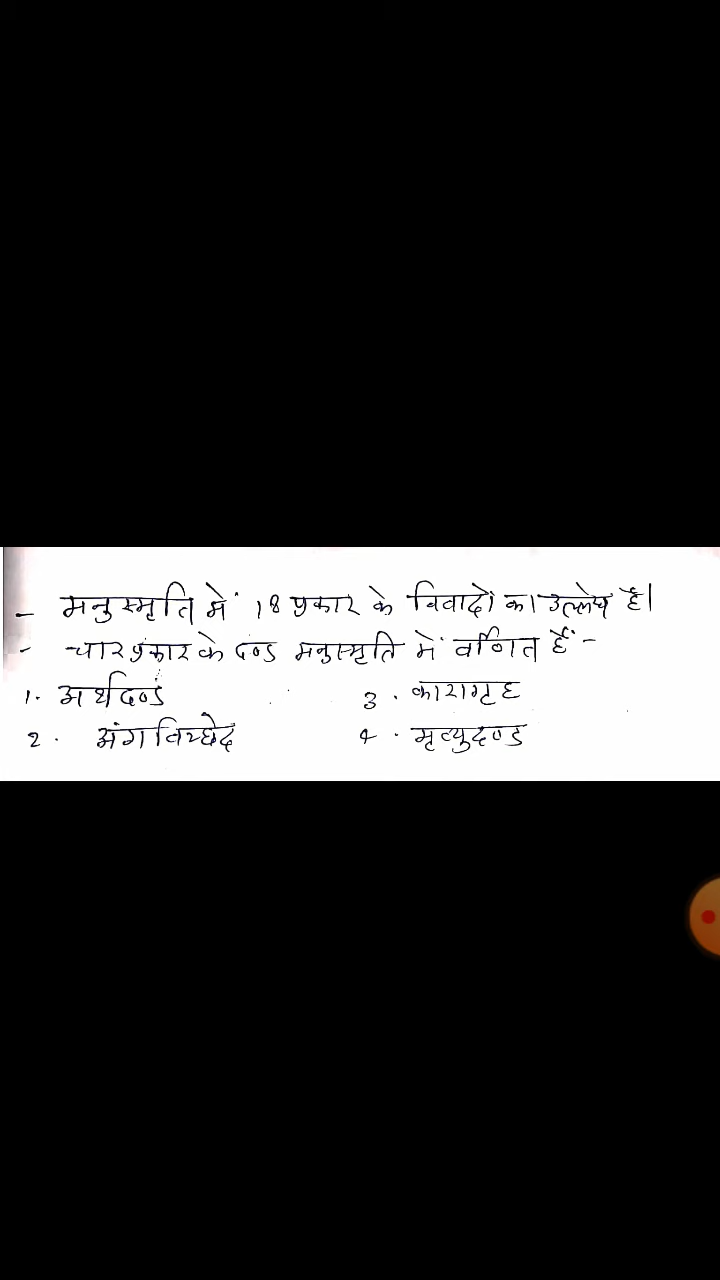 - मनुस्मृति में 18 प्रकार के विवादों का उल्लेख है।
- चार प्रकार के दण्ड मनुस्मृति में वर्णित हैं -
1. अर्थदण्ड 3. कारागृह
2. अंगविच्छेद 4. मृत्युदण्ड